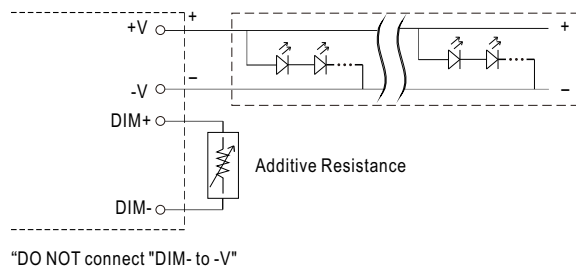 +V
+
+
-V
–
–
DIM+
Additive Resistance
DIM-
“DO NOT connect "DIM- to -V"